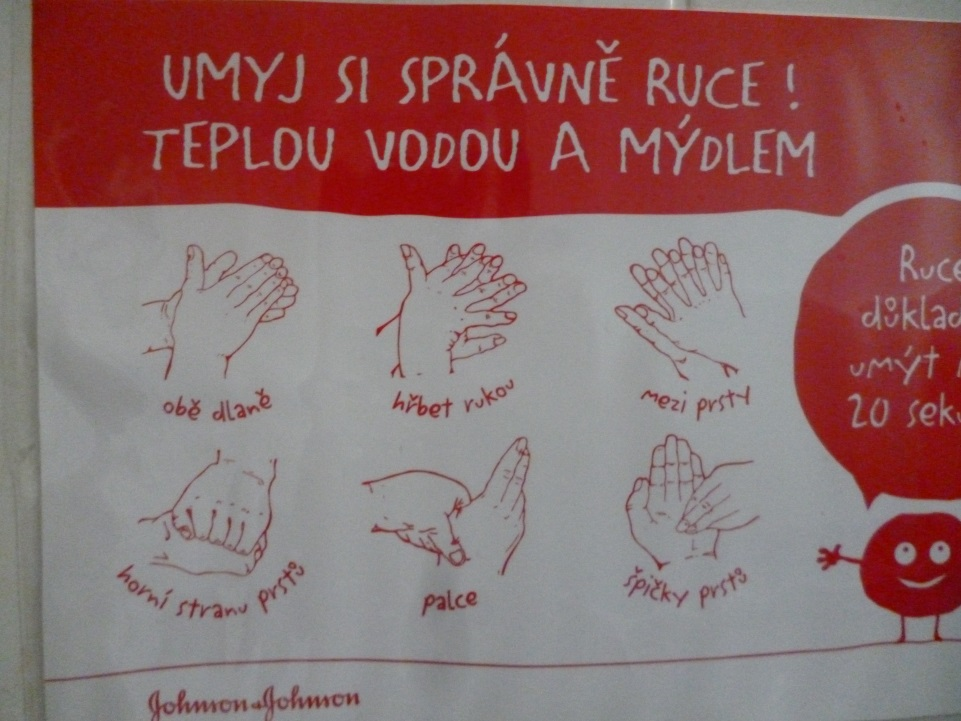 UMYJ SI SPRÁVNĚ RUCE !
TEPLOU VODOU A MÝDLEM
obě dlaně
hřbet rukou
mezi prsty
horní stranu prstů
palce
špičky prstů
Ruce
umýt
20
Johnson & Johnson